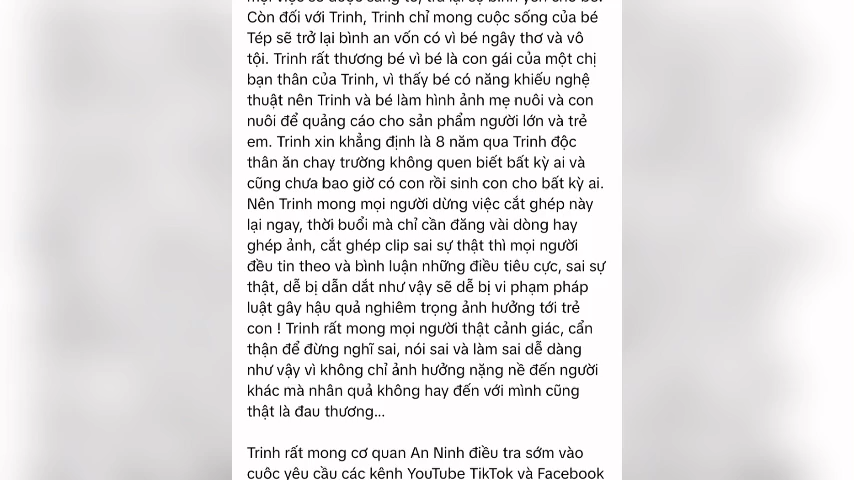 Còn đối với Trinh, Trinh chỉ mong cuộc sống của bé
Tép sẽ trở lại bình an vốn có vì bé ngây thơ và vô
tội. Trinh rất thương bé vì bé là con gái của một chị
bạn thân của Trinh, vì thấy bé có năng khiếu nghệ
thuật nên Trinh và bé làm hình ảnh mẹ nuôi và con
nuôi để quảng cáo cho sản phẩm người lớn và trẻ
em. Trinh xin khẳng định là 8 năm qua Trinh độc
thân ăn chay trường không quen biết bất kỳ ai và
cũng chưa bao giờ có con rồi sinh con cho bất kỳ ai.
Nên Trinh mong mọi người dừng việc cắt ghép này
lại ngay, thời buổi mà chỉ cần đăng vài dòng hay
ghép ảnh, cắt ghép clip sai sự thật thì mọi người
đều tin theo và bình luận những điều tiêu cực, sai sự
thật, dễ bị dẫn dắt như vậy sẽ dễ bị vi phạm pháp
luật gây hậu quả nghiêm trọng ảnh hưởng tới trẻ
con ! Trinh rất mong mọi người thật cảnh giác, cẩn
thận để đừng nghĩ sai, nói sai và làm sai dễ dàng
như vậy vì không chỉ ảnh hưởng nặng nề đến người
khác mà nhân quả không hay đến với mình cũng
thật là đau thương...
Trinh rất mong cơ quan An Ninh điều tra sớm vào
cuộc yêu cầu các kênh YouTube TikTok và Facebook